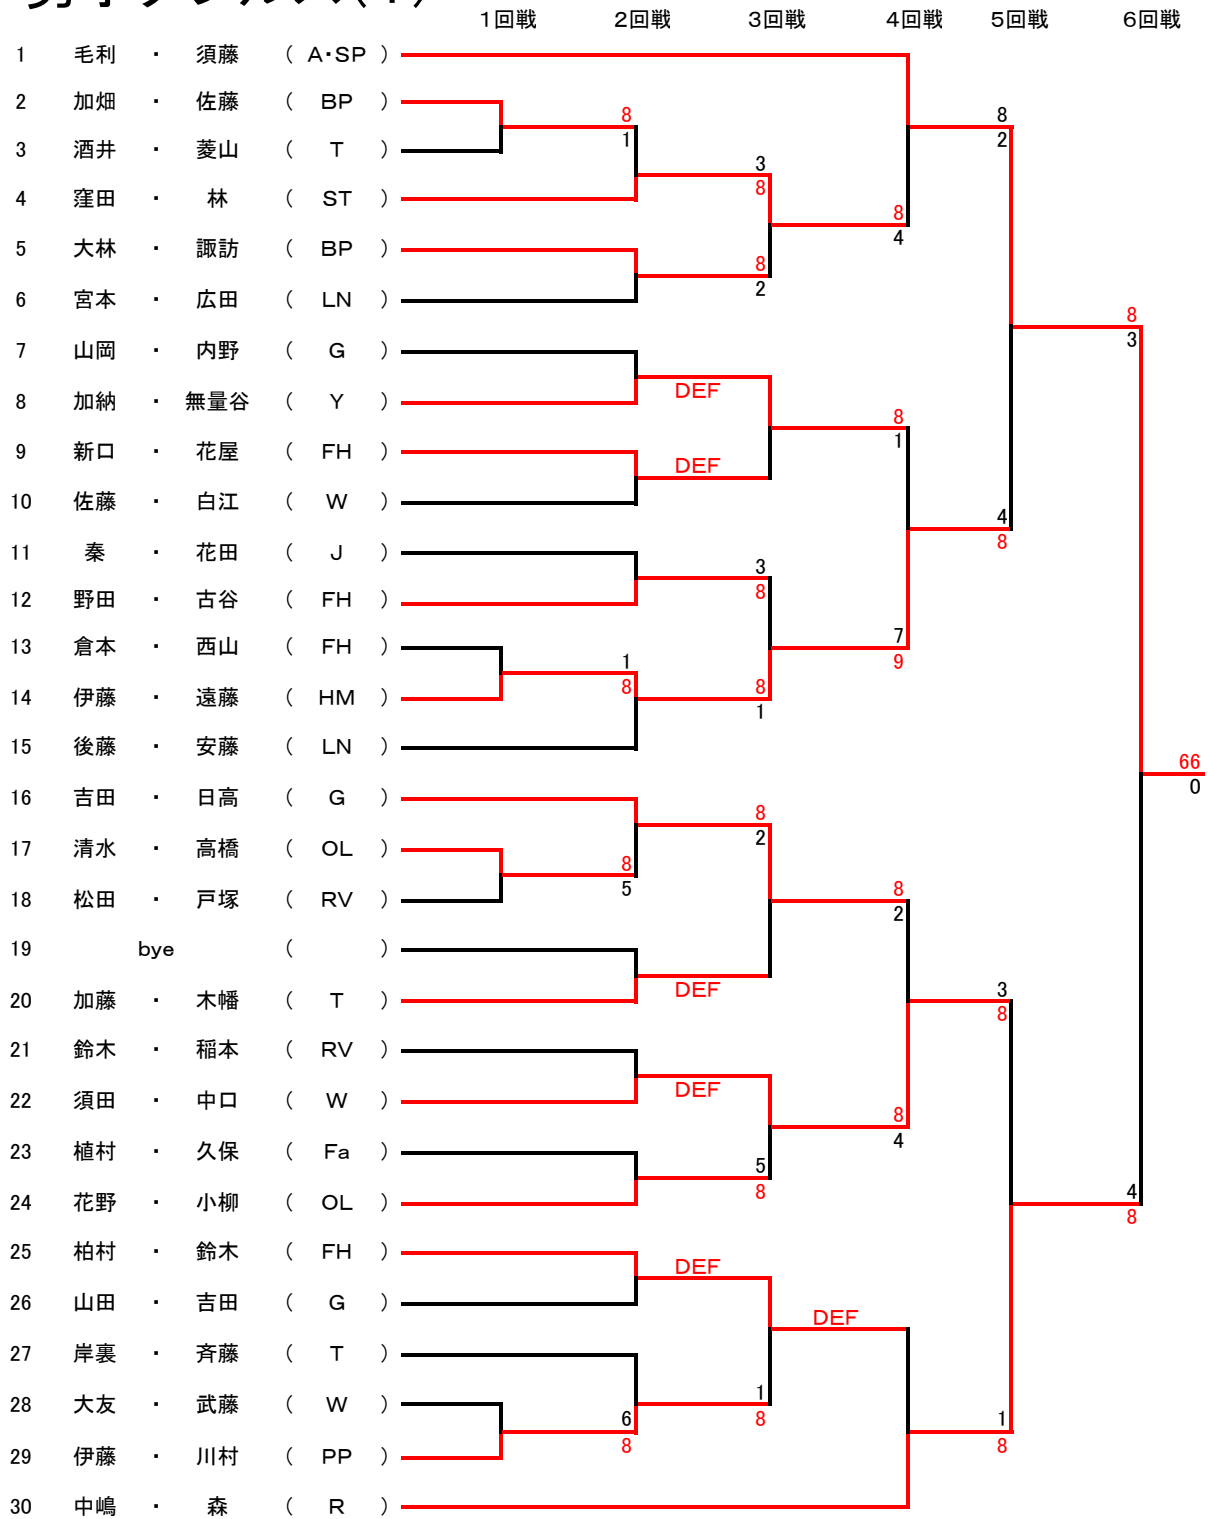 1回戦 2回戦 3回戦 4回戦 5回戦 6回戦
1 毛利 ・ 須藤 ( A・SP )
2 加畑 ・ 佐藤 ( BP ) 8 8
3 酒井 ・ 菱山 ( T ) 1 2
3
4 窪田 ・ 林 ( ST ) 8 8
5 大林 ・ 諏訪 ( BP ) 8 4
6 宮本 ・ 広田 ( LN ) 2
8
7 山岡 ・ 内野 ( G ) 3
8 加納 ・ 無量谷 ( Y ) DEF 8
9 新口 ・ 花屋 ( FH ) DEF 1
10 佐藤 ・ 白江 ( W ) 4
11 秦 ・ 花田 ( J ) 3 8
12 野田 ・ 古谷 ( FH ) 8
13 倉本 ・ 西山 ( FH ) 1 7
14 伊藤 ・ 遠藤 ( HM ) 8 8 9
1
15 後藤 ・ 安藤 ( LN )
66
16 吉田 ・ 日高 ( G ) 8 0
17 清水 ・ 高橋 ( OL ) 8 2
18 松田 ・ 戸塚 ( RV ) 5 8
2
19 bye ( )
20 加藤 ・ 木幡 ( T ) DEF 3
8
21 鈴木 ・ 稲本 ( RV )
22 須田 ・ 中口 ( W ) DEF 8
23 植村 ・ 久保 ( Fa ) 5 4
24 花野 ・ 小柳 ( OL ) 8 4
8
25 柏村 ・ 鈴木 ( FH ) DEF
26 山田 ・ 吉田 ( G ) DEF
27 岸裏 ・ 斉藤 ( T )
28 大友 ・ 武藤 ( W ) 6 1 1
29 伊藤 ・ 川村 ( PP ) 8 8 8
30 中嶋 ・ 森 ( R )